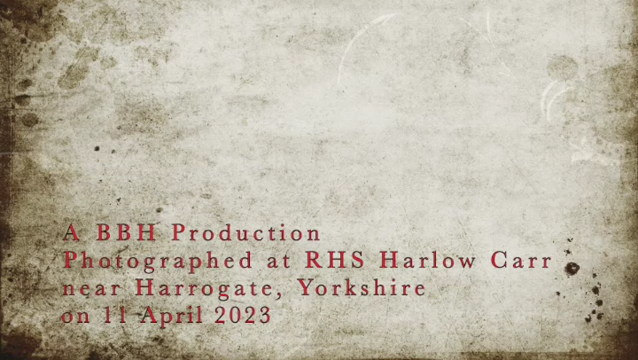 A BBH Production
Photographed at RHS Harlow Carr
near Harrogate, Yorkshire
on 11 April 2023